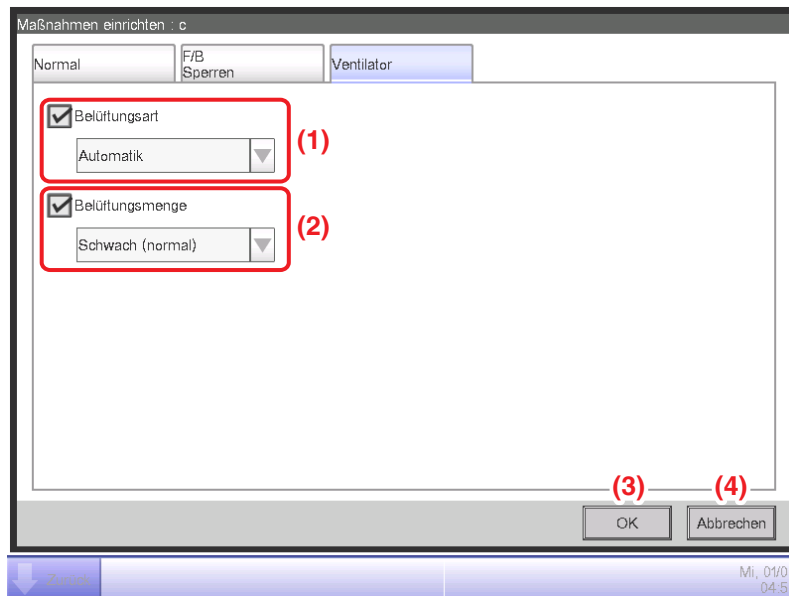 Maßnahmen einrichten : c
Normal
F/B
Sperren
Ventilator
Belüftungsart
Automatik
(1)
Belüftungsmenge
Schwach (normal)
(2)
(3)
(4)
OK
Abbrechen
Zurück
Mi, 01/0
04:5